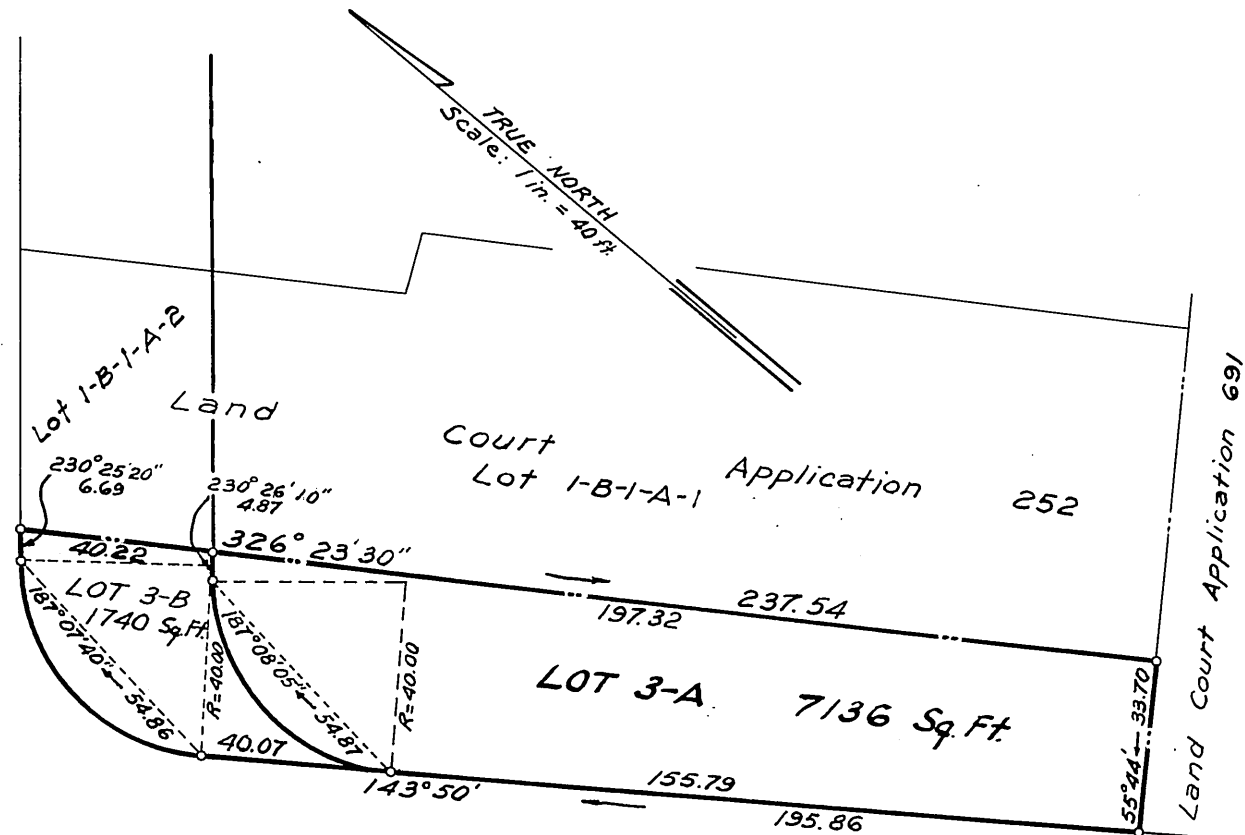 TRUE NORTH
Scale: 1 in. = 40 ft.
Lot 1-B-1-A-2
Land Court Application 252
Lot 1-B-1-A-1
Land Court Application 691
230° 25' 20"
6.69
230° 26' 10"
4.87
326° 23' 30"
40.22
237.54
197.32
LOT 3-B
1740 Sq. Ft.
187° 07' 40" 54.86
R=40.00
187° 08' 05" 54.87
R=40.00
LOT 3-A 7136 Sq. Ft.
55° 44' 33.70
40.07
143° 50'
155.79
195.86